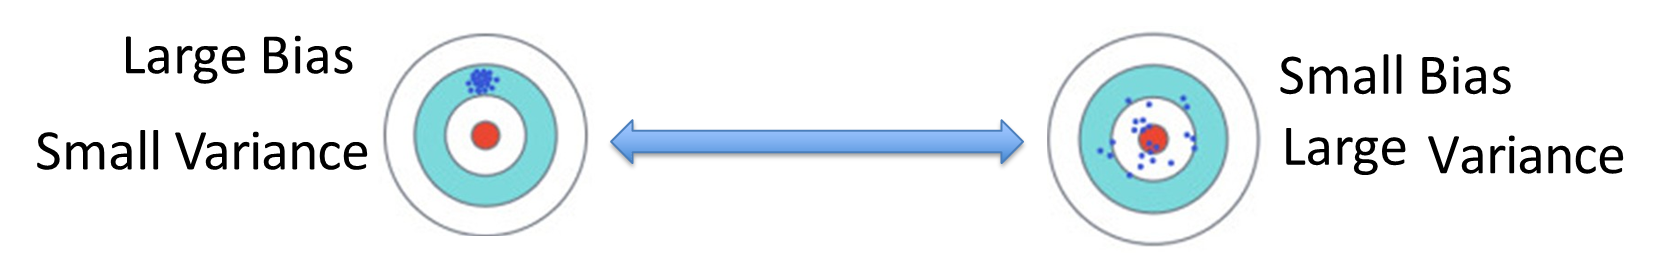 Large Bias
Small Variance
Small Bias
Large Variance